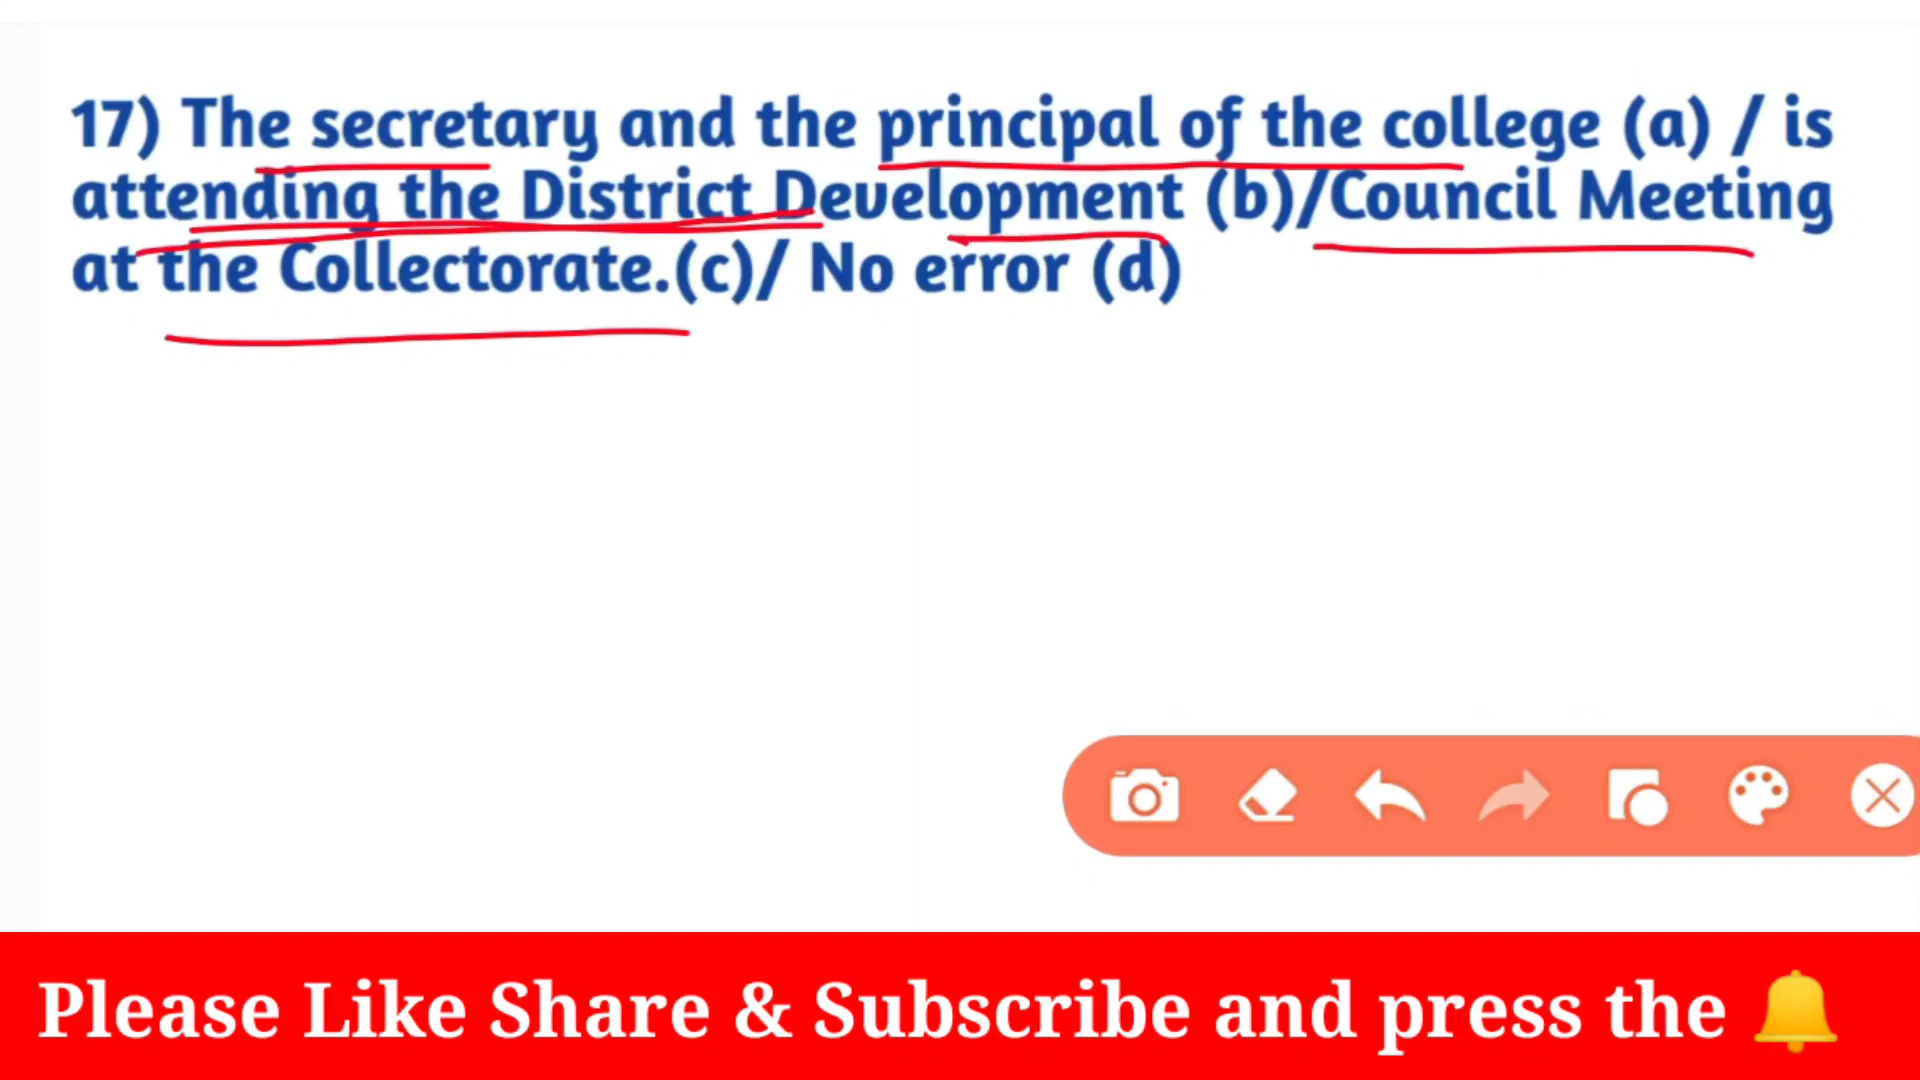 17) The secretary and the principal of the college (a) / is
attending the District Development (b)/Council Meeting
at the Collectorate.(c)/ No error (d)
Please Like Share & Subscribe and press the 🔔